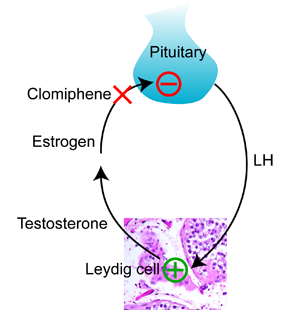 Pituitary
Clomiphene
Estrogen
LH
Testosterone
Leydig cell